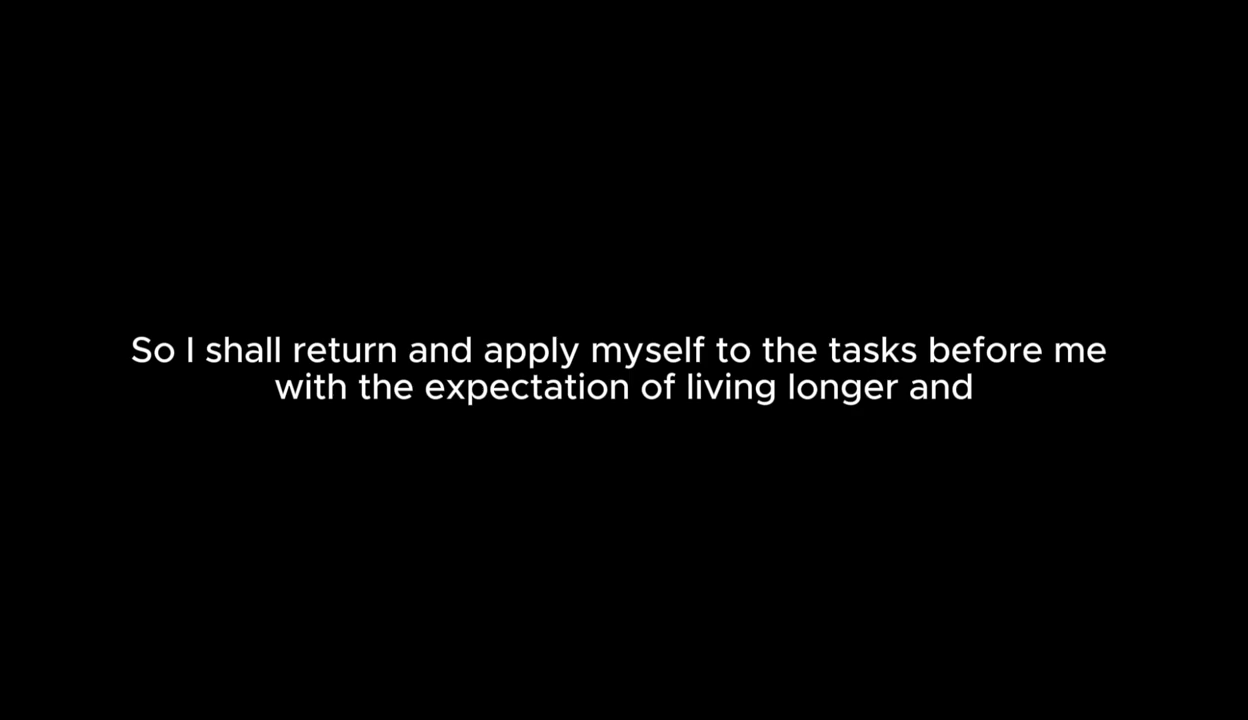 So I shall return and apply myself to the tasks before me
with the expectation of living longer and